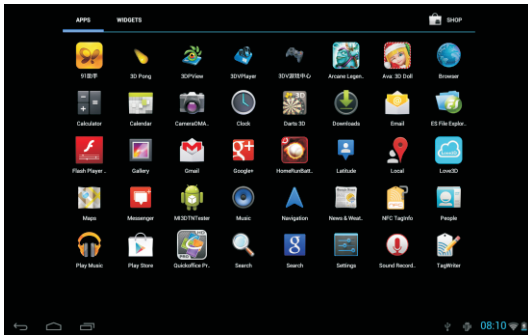 APPS WIDGETS SHOP
91助手 3D Pong 3DPView 3DVPlayer 3DV游戏中心 Arcane Legen.. Ava: 3D Doll Browser
Calculator Calendar CameraDMA.. Clock Darts 3D Downloads Email ES File Explor..
Flash Player .. Gallery Gmail Google+ HomeRunBatt.. Latitude Local Love3D
Maps Messenger MI3DTNTester Music Navigation News & Weat.. NFC TagInfo People
Play Music Play Store Quickoffice Pr.. Search Search Settings Sound Record.. TagWriter
08:10